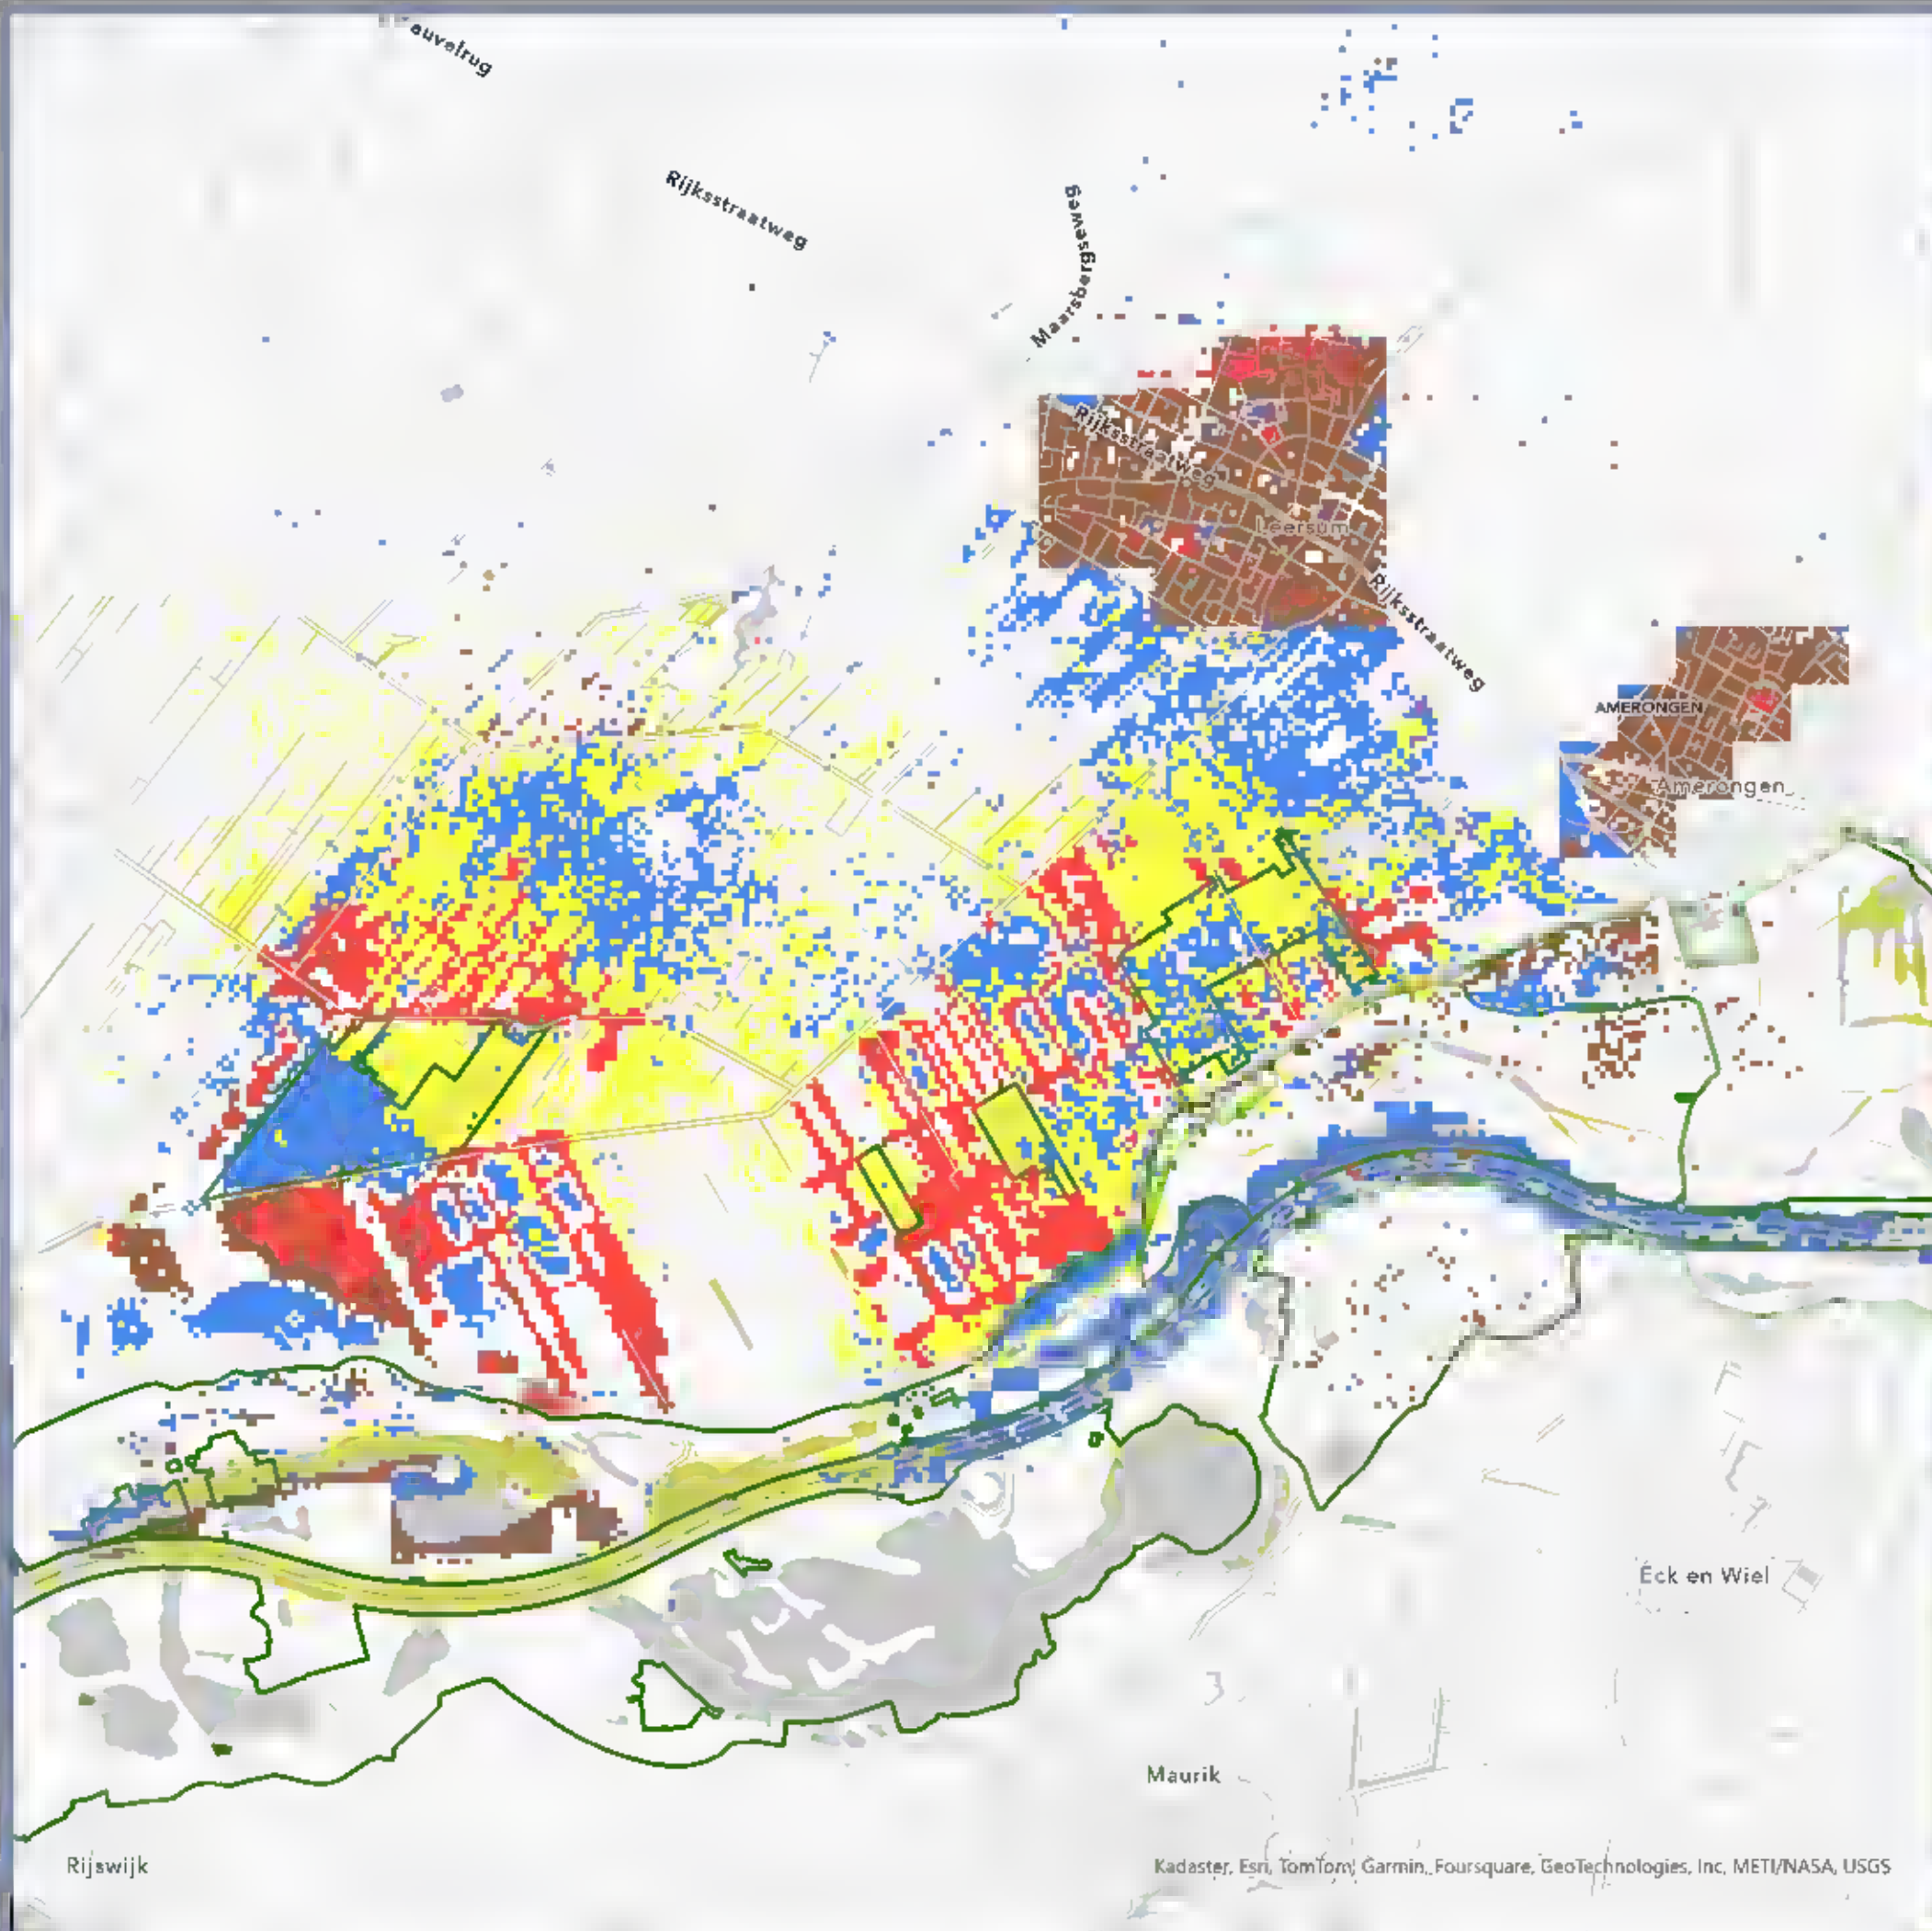 auvelrug
Rijksstraatweg
Maarsbergseweg
Rijksstraatweg
Leersum
Rijksstraatweg
AMERONGEN
Amerongen
Eck en Wiel
Maurik
Rijswijk
Kadaster, Esri, TomTom, Garmin, Foursquare, GeoTechnologies, Inc, METI/NASA, USGS